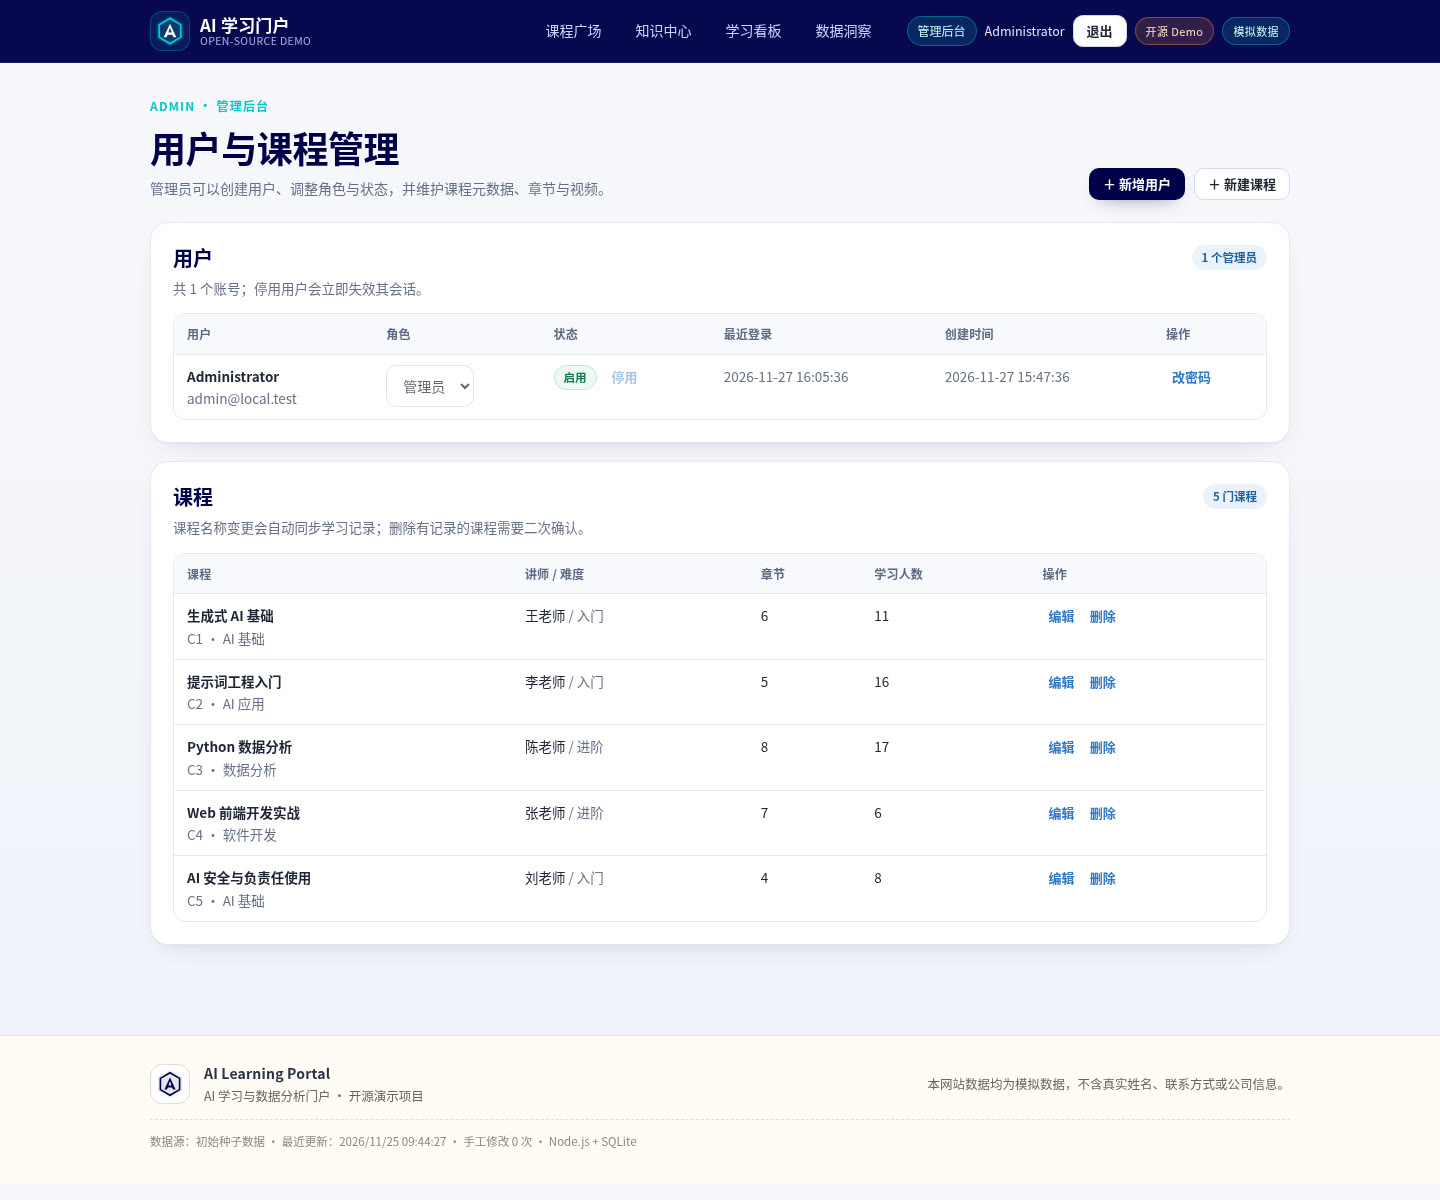 AI 学习门户
OPEN-SOURCE DEMO
课程广场 知识中心 学习看板 数据洞察 管理后台 Administrator 退出 开源 Demo 模拟数据
ADMIN · 管理后台
用户与课程管理
管理员可以创建用户、调整角色与状态，并维护课程元数据、章节与视频。
＋ 新增用户 ＋ 新建课程
用户 1 个管理员
共 1 个账号；停用用户会立即失效其会话。
用户 角色 状态 最近登录 创建时间 操作
Administrator 管理员 启用 停用 2026-11-27 16:05:36 2026-11-27 15:47:36 改密码
admin@local.test
课程 5 门课程
课程名称变更会自动同步学习记录；删除有记录的课程需要二次确认。
课程 讲师 / 难度 章节 学习人数 操作
生成式 AI 基础 王老师 / 入门 6 11 编辑 删除
C1 · AI 基础
提示词工程入门 李老师 / 入门 5 16 编辑 删除
C2 · AI 应用
Python 数据分析 陈老师 / 进阶 8 17 编辑 删除
C3 · 数据分析
Web 前端开发实战 张老师 / 进阶 7 6 编辑 删除
C4 · 软件开发
AI 安全与负责任使用 刘老师 / 入门 4 8 编辑 删除
C5 · AI 基础
AI Learning Portal
AI 学习与数据分析门户 · 开源演示项目
本网站数据均为模拟数据，不含真实姓名、联系方式或公司信息。
数据源：初始种子数据 · 最近更新：2026/11/25 09:44:27 · 手工修改 0 次 · Node.js + SQLite